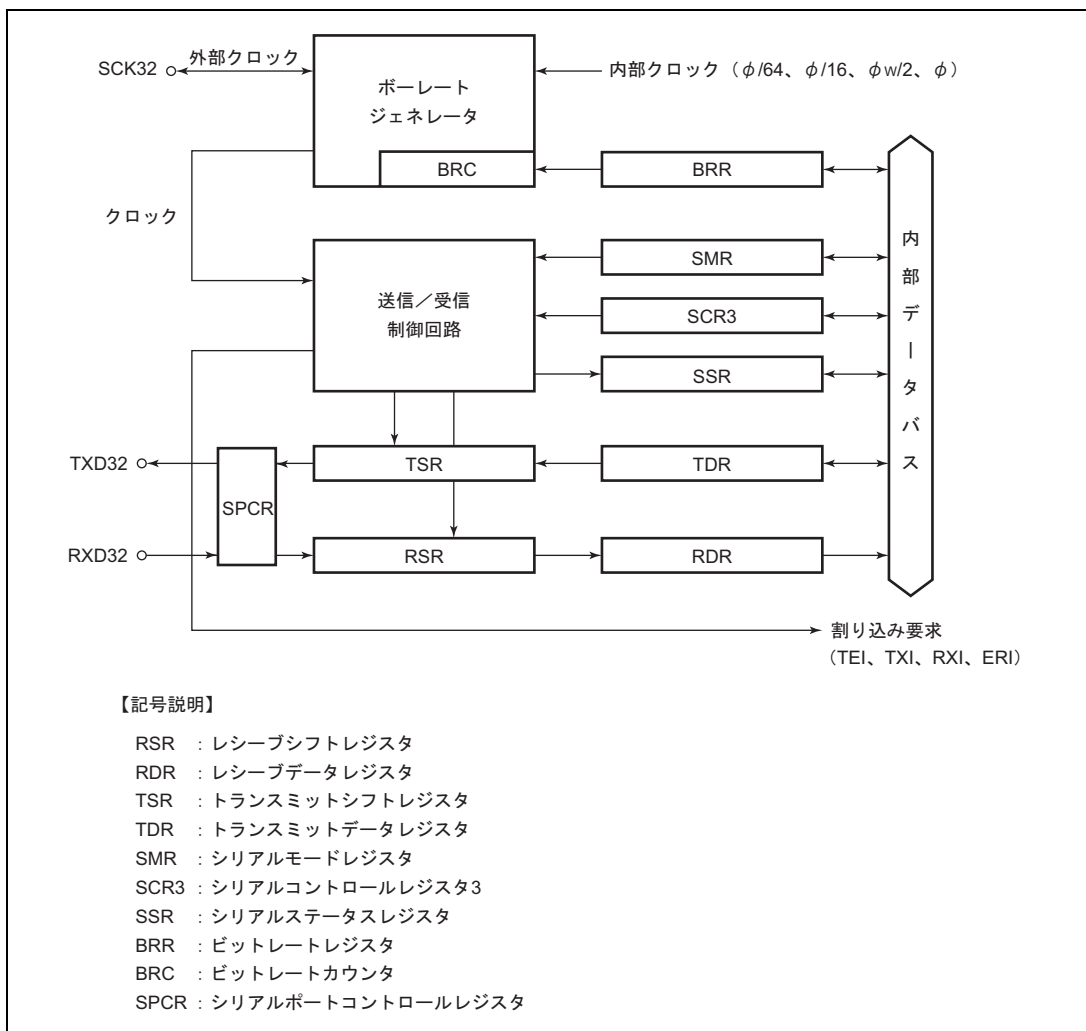 SCK32
外部クロック
ボーレート
ジェネレータ
内部クロック（φ/64、φ/16、φw/2、φ）
BRC
BRR
クロック
送信／受信
制御回路
SMR
SCR3
SSR
内部データバス
TXD32
SPCR
TSR
TDR
RXD32
RSR
RDR
割り込み要求
（TEI、TXI、RXI、ERI）
【記号説明】
RSR ：レシーブシフトレジスタ
RDR ：レシーブデータレジスタ
TSR ：トランスミットシフトレジスタ
TDR ：トランスミットデータレジスタ
SMR ：シリアルモードレジスタ
SCR3 ：シリアルコントロールレジスタ3
SSR ：シリアルステータスレジスタ
BRR ：ビットレートレジスタ
BRC ：ビットレートカウンタ
SPCR ：シリアルポートコントロールレジスタ